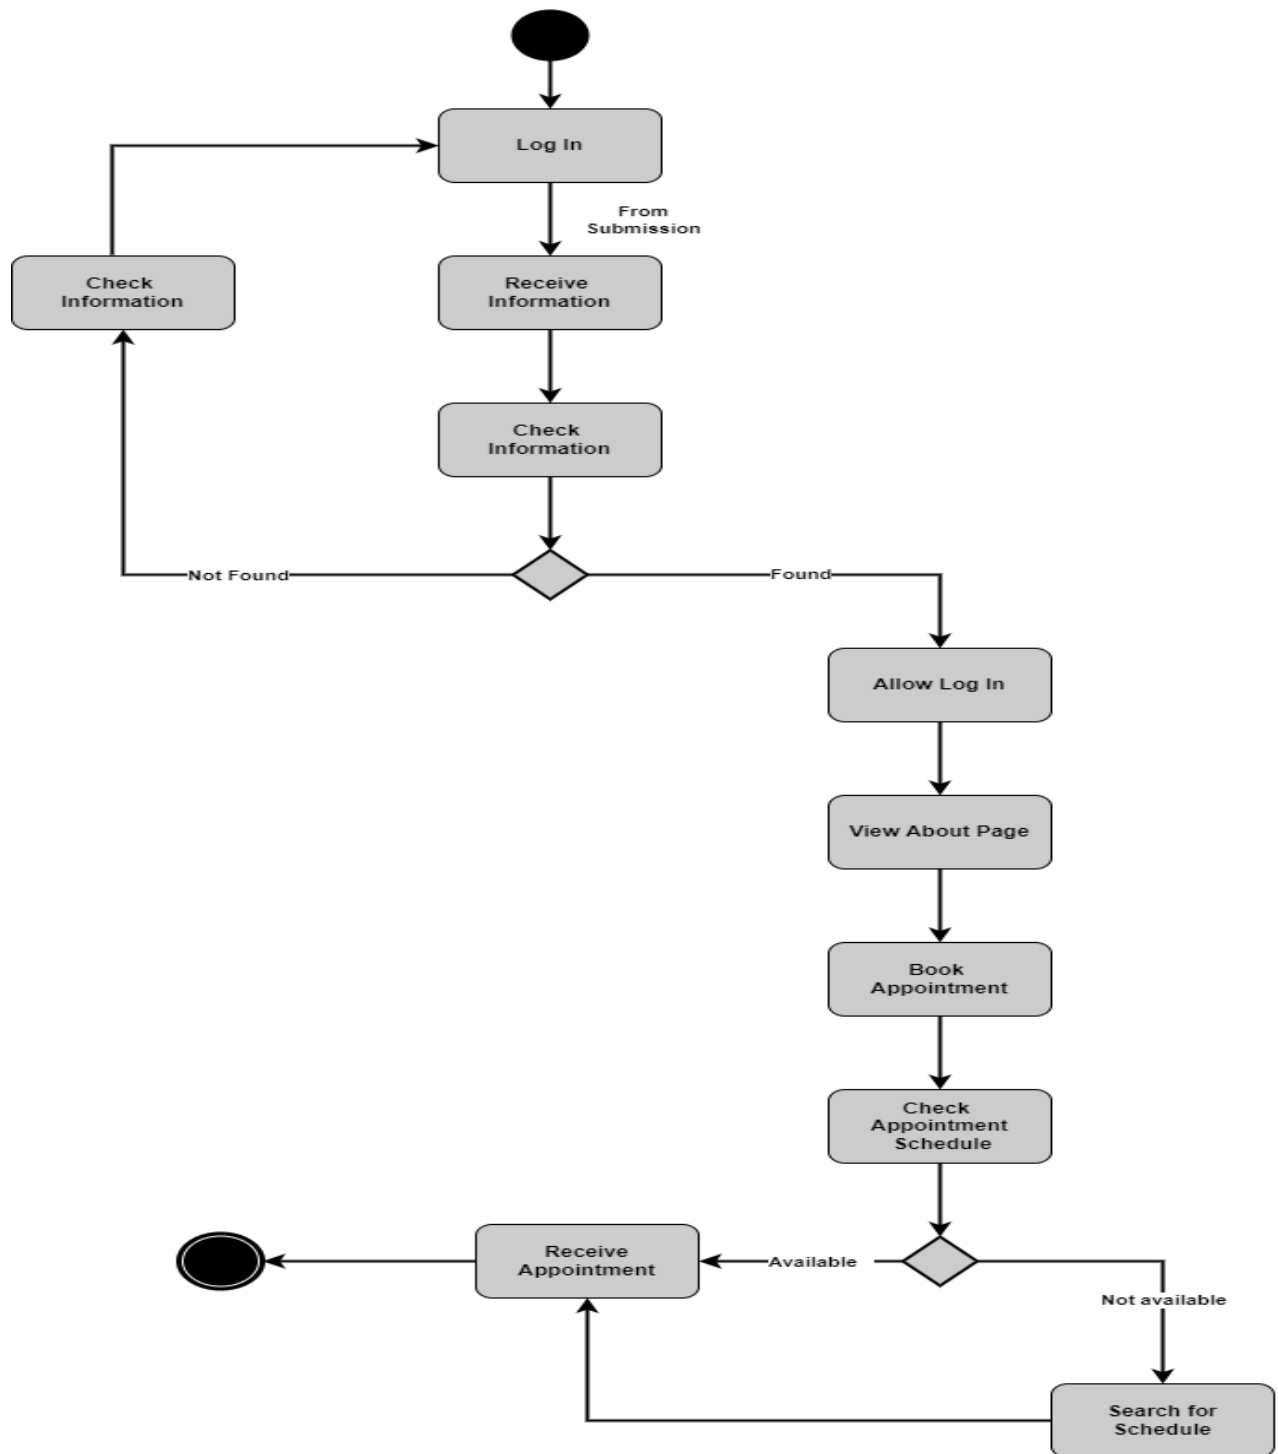 Log In
From
Submission
Check
Information
Receive
Information
Check
Information
Not Found
Found
Allow Log In
View About Page
Book
Appointment
Check
Appointment
Schedule
Receive
Appointment
Available
Not available
Search for
Schedule